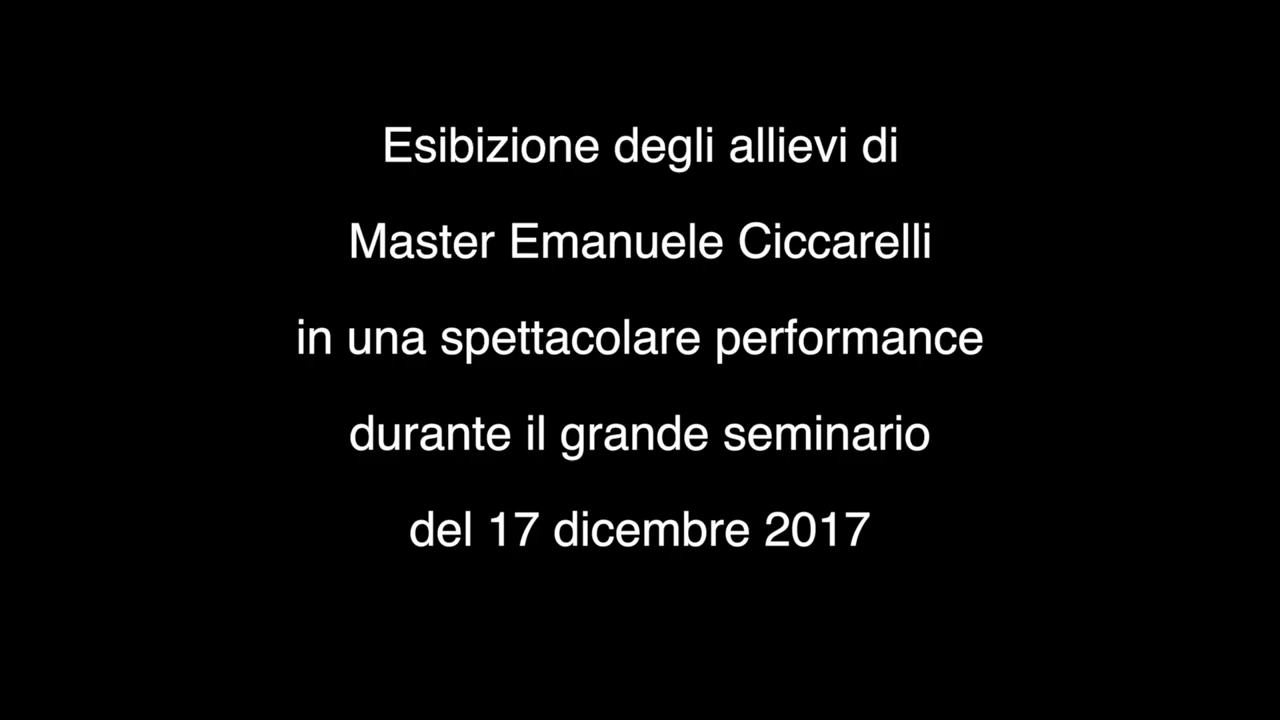 Esibizione degli allievi di
Master Emanuele Ciccarelli
in una spettacolare performance
durante il grande seminario
del 17 dicembre 2017